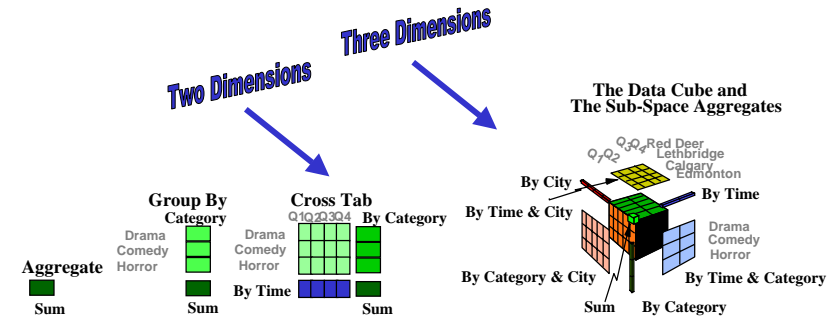 Two Dimensions
Three Dimensions
The Data Cube and
The Sub-Space Aggregates
Aggregate
Sum
Group By
Category
Drama
Comedy
Horror
Sum
Cross Tab
Q1Q2Q3Q4
By Category
Drama
Comedy
Horror
By Time
Sum
Q1Q2Q3Q4
Red Deer
Lethbridge
Calgary
Edmonton
By City
By Time
By Time & City
Drama
Comedy
Horror
By Category & City
By Time & Category
Sum
By Category